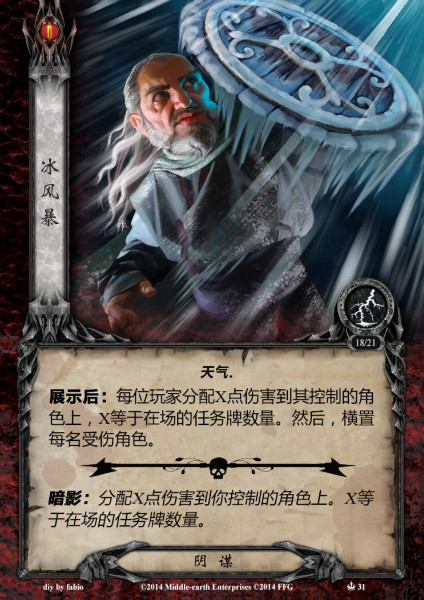 冰风暴
18/21
天气.
展示后：每位玩家分配X点伤害到其控制的角
色上，X等于在场的任务牌数量。然后，横置
每名受伤角色。
暗影：分配X点伤害到你控制的角色上。X等
于在场的任务牌数量。
阴谋
diy by fabio ©2014 Middle-earth Enterprises ©2014 FFG 31